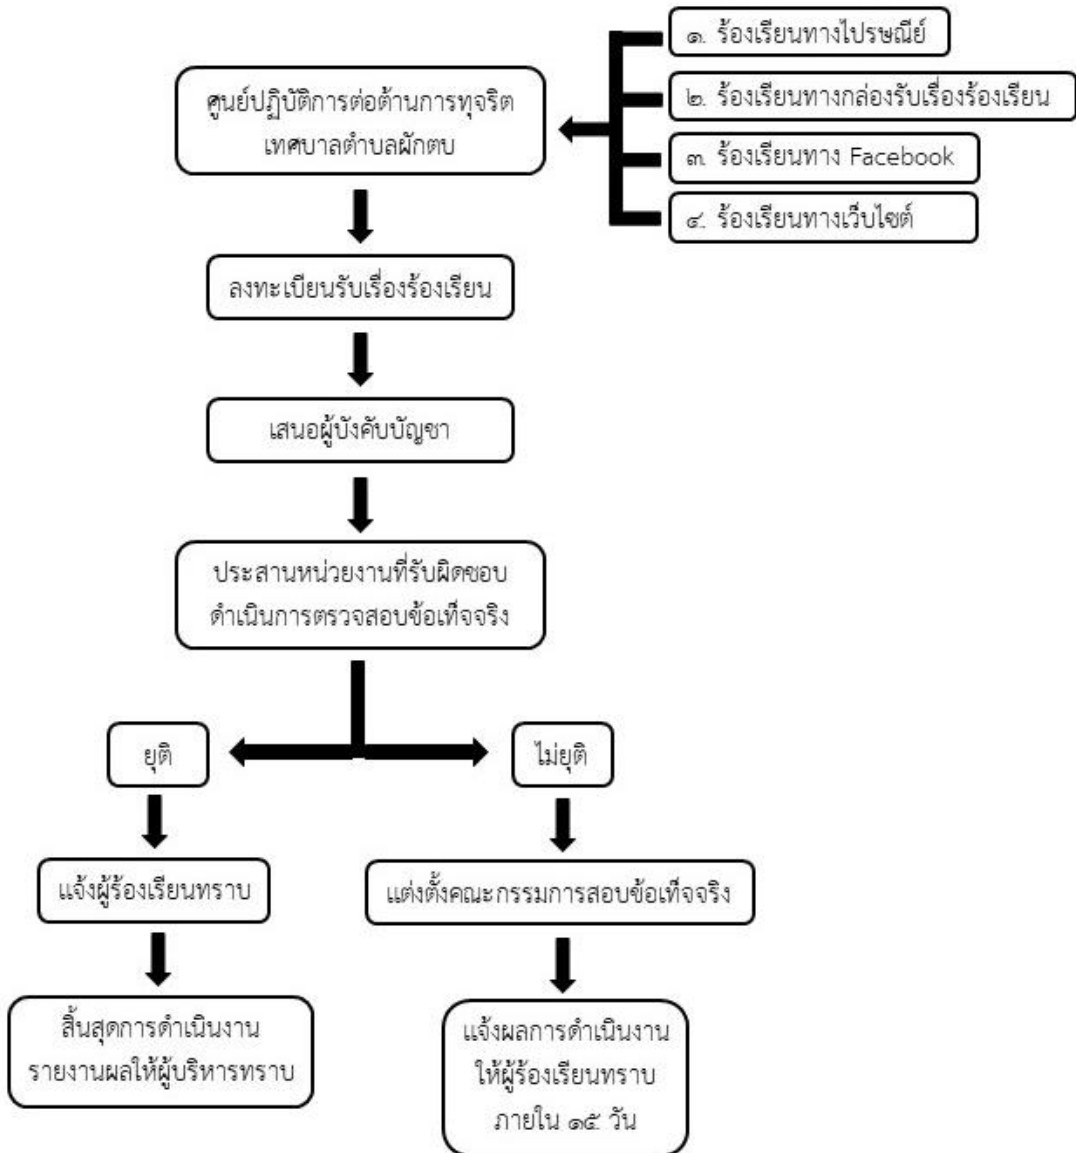 ๑. ร้องเรียนทางไปรษณีย์
๒. ร้องเรียนทางกล่องรับเรื่องร้องเรียน
๓. ร้องเรียนทาง Facebook
๔. ร้องเรียนทางเว็บไซต์
ศูนย์ปฏิบัติการต่อต้านการทุจริต
เทศบาลตำบลผักตบ
ลงทะเบียนรับเรื่องร้องเรียน
เสนอผู้บังคับบัญชา
ประสานหน่วยงานที่รับผิดชอบ
ดำเนินการตรวจสอบข้อเท็จจริง
ยุติ
ไม่ยุติ
แจ้งผู้ร้องเรียนทราบ
แต่งตั้งคณะกรรมการสอบข้อเท็จจริง
สิ้นสุดการดำเนินงาน
รายงานผลให้ผู้บริหารทราบ
แจ้งผลการดำเนินงาน
ให้ผู้ร้องเรียนทราบ
ภายใน ๑๕ วัน